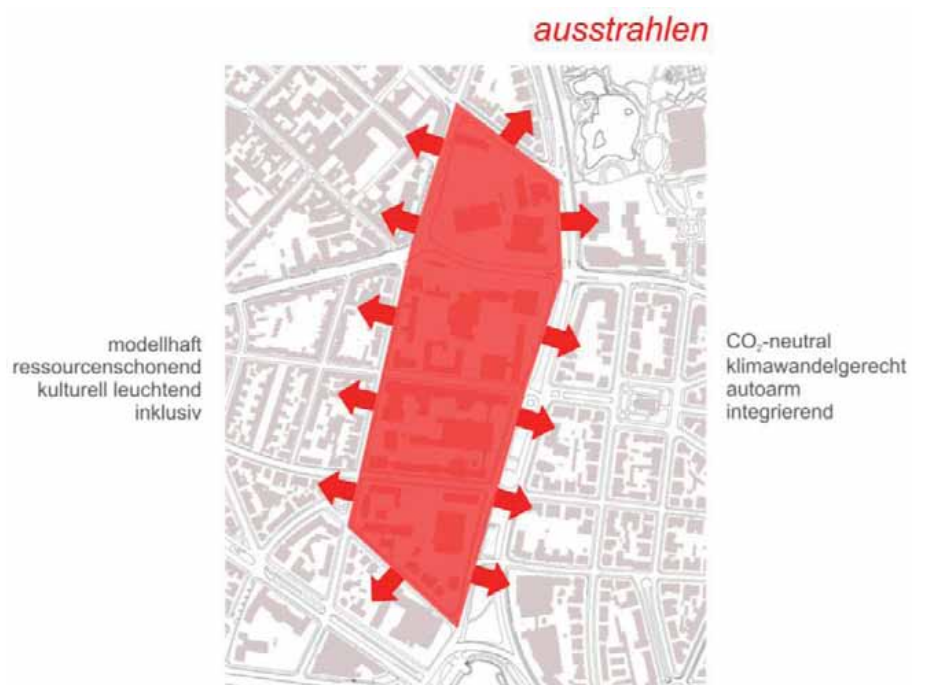 ausstrahlen
modellhaft
ressourcenschonend
kulturell leuchtend
inklusiv
CO₂-neutral
klimawandelgerecht
autoarm
integrierend